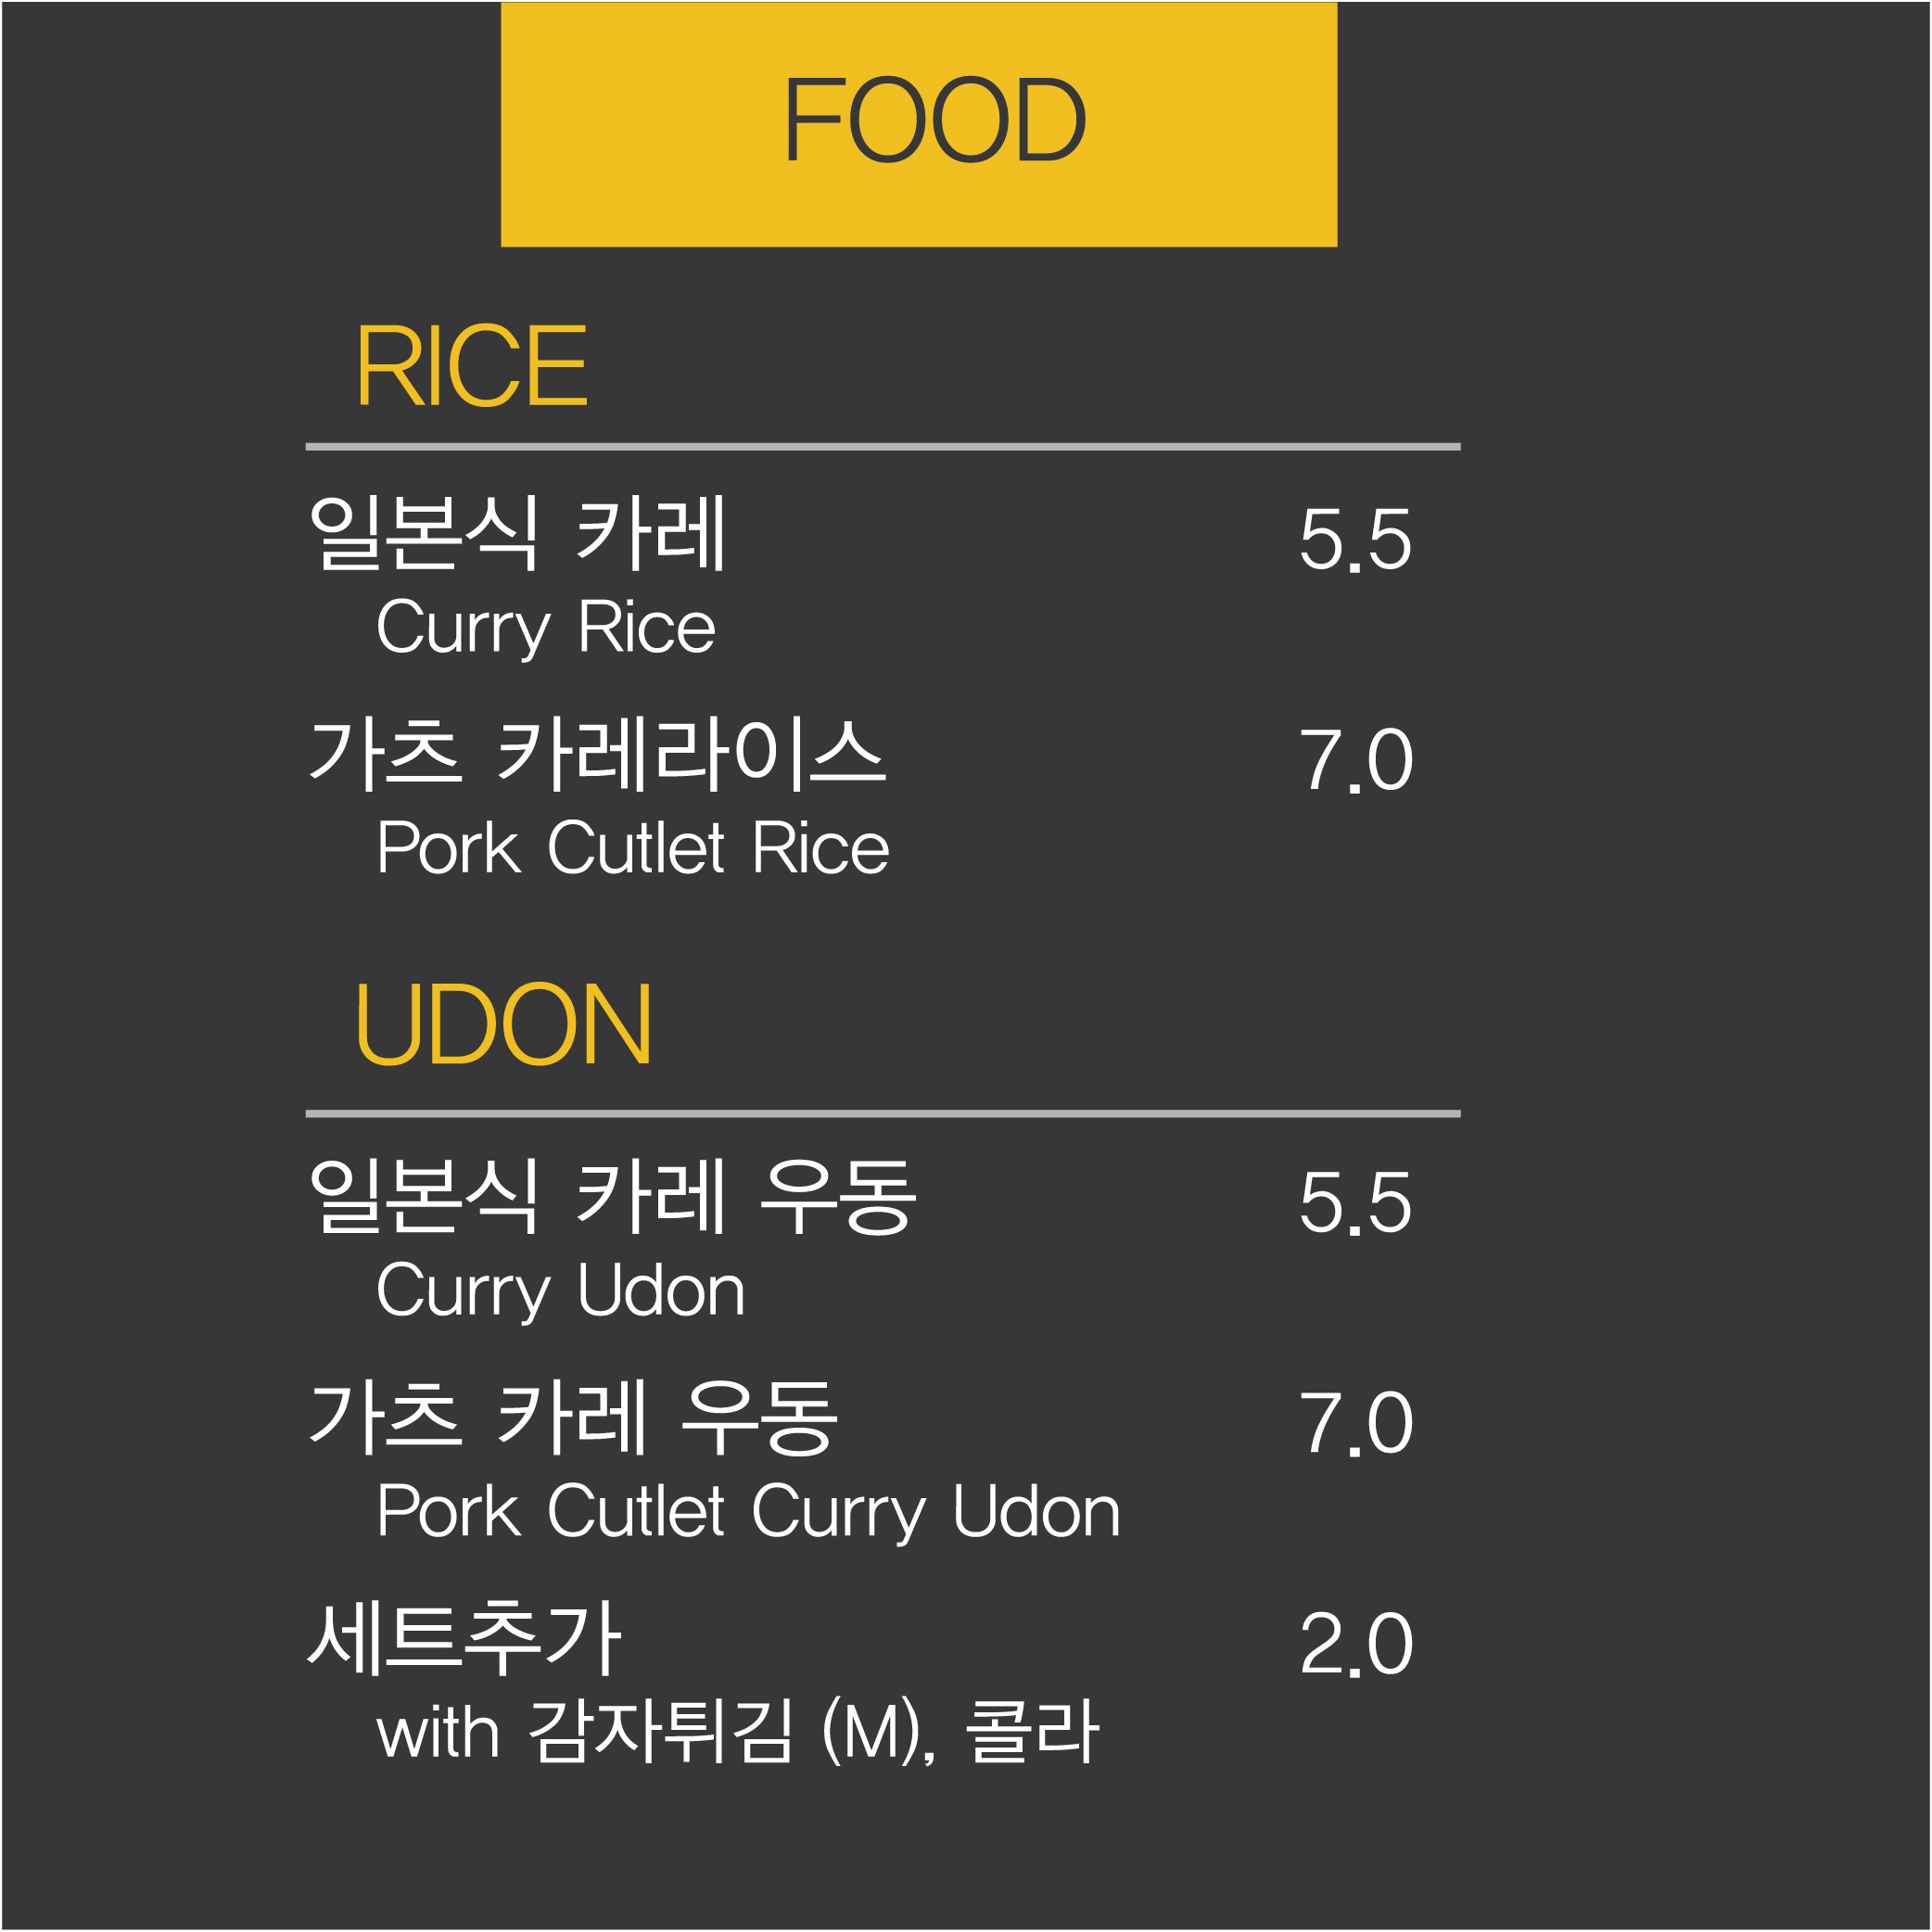 FOOD
RICE
일본식 카레 5.5
Curry Rice
가츠 카레라이스 7.0
Pork Cutlet Rice
UDON
일본식 카레 우동 5.5
Curry Udon
가츠 카레 우동 7.0
Pork Cutlet Curry Udon
세트추가 2.0
with 감자튀김 (M), 콜라